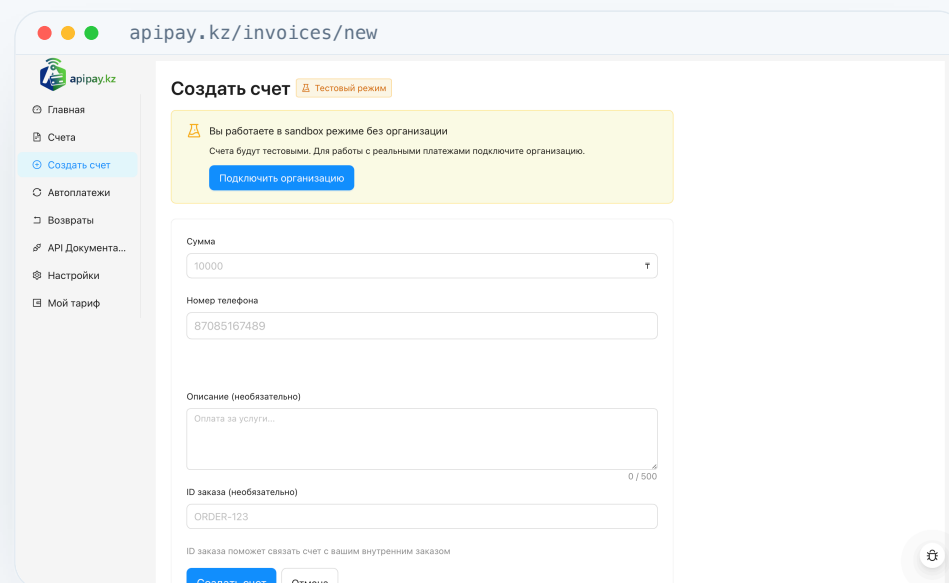 apipay.kz/invoices/new
apipay.kz
Главная
Счета
Создать счет
Автоплатежи
Возвраты
API Документа...
Настройки
Мой тариф
Создать счет
Тестовый режим
Вы работаете в sandbox режиме без организации
Счета будут тестовыми. Для работы с реальными платежами подключите организацию.
Подключить организацию
Сумма
10000
₸
Номер телефона
87085167489
Описание (необязательно)
Оплата за услуги...
0 / 500
ID заказа (необязательно)
ORDER-123
ID заказа поможет связать счет с вашим внутренним заказом
Создать счет
Отмена